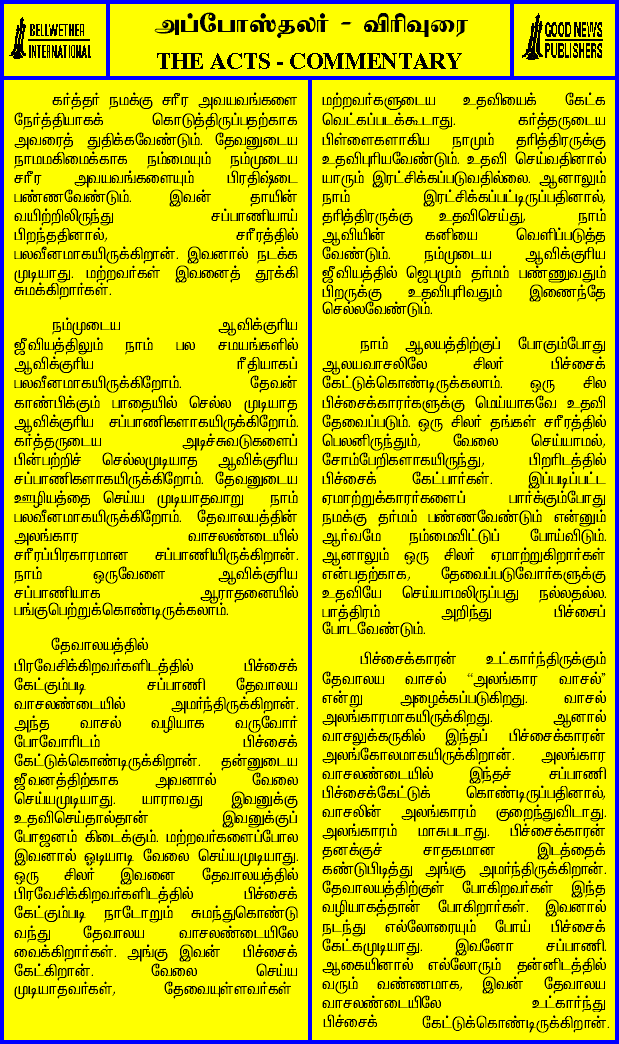 BELLWETHER
INTERNATIONAL
அப்போஸ்தலர் - விரிவுரை
THE ACTS - COMMENTARY
GOOD NEWS
PUBLISHERS
கர்த்தர் நமக்கு சரீர அவயவங்களை
நேர்த்தியாகக் கொடுத்திருப்பதற்காக
அவரைத் துதிக்கவேண்டும். தேவனுடைய
நாமமகிமைக்காக நம்மையும் நம்முடைய
சரீர அவயவங்களையும் பிரதிஷ்டை
பண்ணவேண்டும். இவன் தாயின்
வயிற்றிலிருந்து சப்பாணியாய்
பிறந்ததினால், சரீரத்தில்
பலவீனமாகயிருக்கிறான். இவனால் நடக்க
முடியாது. மற்றவர்கள் இவனைத் தூக்கி
சுமக்கிறார்கள்.
நம்முடைய ஆவிக்குரிய
ஜீவியத்திலும் நாம் பல சமயங்களில்
ஆவிக்குரிய ரீதியாகப்
பலவீனமாகயிருக்கிறோம். தேவன்
காண்பிக்கும் பாதையில் செல்ல முடியாத
ஆவிக்குரிய சப்பாணிகளாகயிருக்கிறோம்.
கர்த்தருடைய அடிச்சுவடுகளைப்
பின்பற்றிச் செல்லமுடியாத ஆவிக்குரிய
சப்பாணிகளாகயிருக்கிறோம். தேவனுடைய
ஊழியத்தை செய்ய முடியாதவாறு நாம்
பலவீனமாகயிருக்கிறோம். தேவாலயத்தின்
அலங்கார வாசலண்டையில்
சரீரப்பிரகாரமான சப்பாணியிருக்கிறான்.
நாம் ஒருவேளை ஆவிக்குரிய
சப்பாணியாக ஆராதனையில்
பங்குபெற்றுக்கொண்டிருக்கலாம்.
தேவாலயத்தில்
பிரவேசிக்கிறவர்களிடத்தில் பிச்சைக்
கேட்கும்படி சப்பாணி தேவாலய
வாசலண்டையில் அமர்ந்திருக்கிறான்.
அந்த வாசல் வழியாக வருவோர்
போவோரிடம் பிச்சைக்
கேட்டுக்கொண்டிருக்கிறான். தன்னுடைய
ஜீவனத்திற்காக அவனால் வேலை
செய்யமுடியாது. யாராவது இவனுக்கு
உதவிசெய்தால்தான் இவனுக்குப்
போஜனம் கிடைக்கும். மற்றவர்களைப்போல
இவனால் ஓடியாடி வேலை செய்யமுடியாது.
ஒரு சிலர் இவனை தேவாலயத்தில்
பிரவேசிக்கிறவர்களிடத்தில் பிச்சைக்
கேட்கும்படி நாடோறும் சுமந்துகொண்டு
வந்து தேவாலய வாசலண்டையிலே
வைக்கிறார்கள். அங்கு இவன் பிச்சைக்
கேட்கிறான். வேலை செய்ய
முடியாதவர்கள், தேவையுள்ளவர்கள்
மற்றவர்களுடைய உதவியைக் கேட்க
வெட்கப்படக்கூடாது. கர்த்தருடைய
பிள்ளைகளாகிய நாமும் தரித்திரருக்கு
உதவிபுரியவேண்டும். உதவி செய்வதினால்
யாரும் இரட்சிக்கப்படுவதில்லை. ஆனாலும்
நாம் இரட்சிக்கப்பட்டிருப்பதினால்,
தரித்திரருக்கு உதவிசெய்து, நாம்
ஆவியின் கனியை வெளிப்படுத்த
வேண்டும். நம்முடைய ஆவிக்குரிய
ஜீவியத்தில் ஜெபமும் தர்மம் பண்ணுவதும்
பிறருக்கு உதவிபுரிவதும் இணைந்தே
செல்லவேண்டும்.
நாம் ஆலயத்திற்குப் போகும்போது
ஆலயவாசலிலே சிலர் பிச்சைக்
கேட்டுக்கொண்டிருக்கலாம். ஒரு சில
பிச்சைக்காரர்களுக்கு மெய்யாகவே உதவி
தேவைப்படும். ஒரு சிலர் தங்கள் சரீரத்தில்
பெலனிருந்தும், வேலை செய்யாமல்,
சோம்பேறிகளாகயிருந்து, பிறரிடத்தில்
பிச்சைக் கேட்பார்கள். இப்படிப்பட்ட
ஏமாற்றுக்காரர்களைப் பார்க்கும்போது
நமக்கு தர்மம் பண்ணவேண்டும் என்னும்
ஆர்வமே நம்மைவிட்டுப் போய்விடும்.
ஆனாலும் ஒரு சிலர் ஏமாற்றுகிறார்கள்
என்பதற்காக, தேவைப்படுவோர்களுக்கு
உதவியே செய்யாமலிருப்பது நல்லதல்ல.
பாத்திரம் அறிந்து பிச்சைப்
போடவேண்டும்.
பிச்சைக்காரன் உட்கார்ந்திருக்கும்
தேவாலய வாசல் “அலங்கார வாசல்”
என்று அழைக்கப்படுகிறது. வாசல்
அலங்காரமாகயிருக்கிறது. ஆனால்
வாசலுக்கருகில் இந்தப் பிச்சைக்காரன்
அலங்கோலமாகயிருக்கிறான். அலங்கார
வாசலண்டையில் இந்தச் சப்பாணி
பிச்சைக்கேட்டுக் கொண்டிருப்பதினால்,
வாசலின் அலங்காரம் குறைந்துவிடாது.
அலங்காரம் மாசுபடாது. பிச்சைக்காரன்
தனக்குச் சாதகமான இடத்தைக்
கண்டுபிடித்து அங்கு அமர்ந்திருக்கிறான்.
தேவாலயத்திற்குள் போகிறவர்கள் இந்த
வழியாகத்தான் போகிறார்கள். இவனால்
நடந்து எல்லோரையும் போய் பிச்சைக்
கேட்கமுடியாது. இவனோ சப்பாணி.
ஆகையினால் எல்லோரும் தன்னிடத்தில்
வரும் வண்ணமாக, இவன் தேவாலய
வாசலண்டையிலே உட்கார்ந்து
பிச்சைக் கேட்டுக்கொண்டிருக்கிறான்.